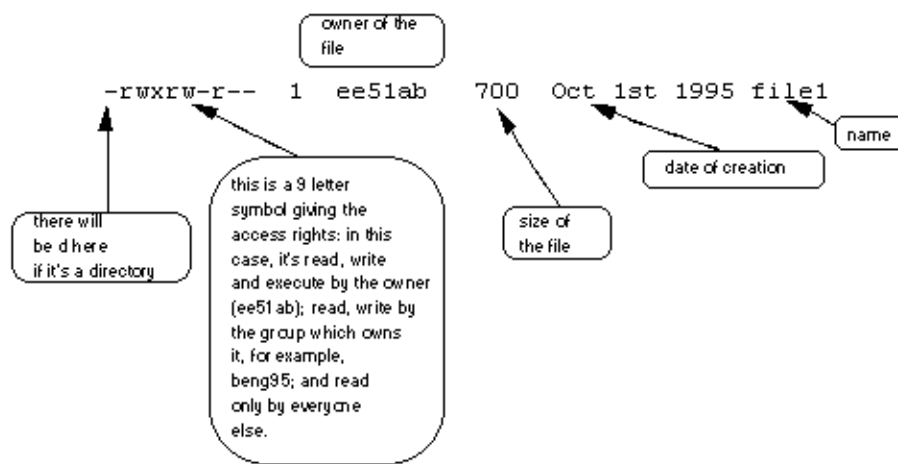 owner of the
file
-rwxrw-r-- 1 ee51ab 700 Oct 1st 1995 file1
name
date of creation
this is a 9 letter
symbol giving the
access rights: in this
case, it's read, write
and execute by the owner
(ee51ab); read, write by
the group which owns
it, for example,
beng95; and read
only by everyone
else.
there will
be d here
if it's a directory
size of
the file